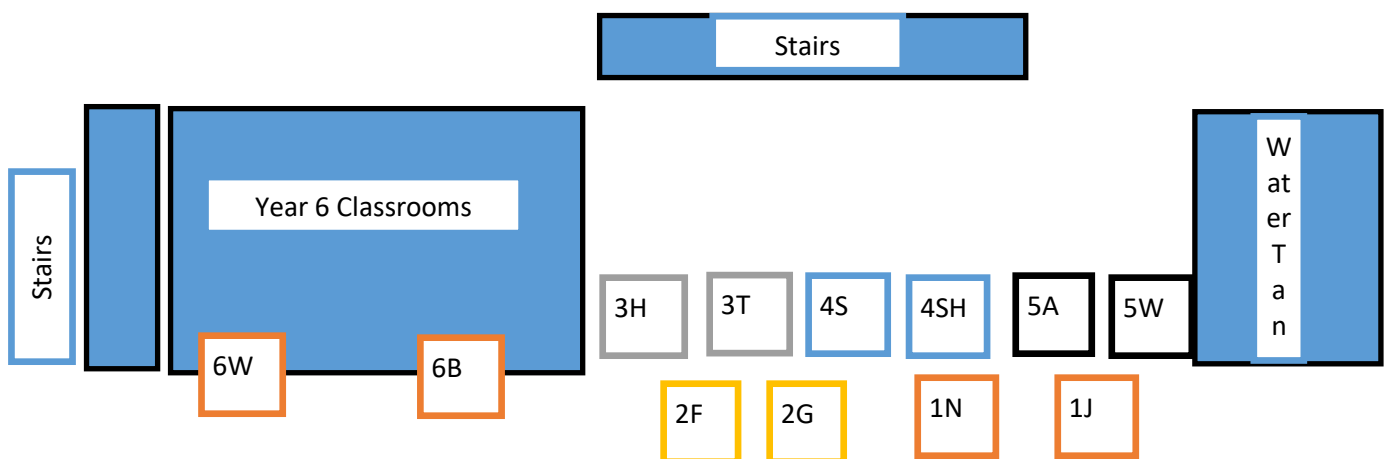 Stairs
Stairs
Year 6 Classrooms
W
at
er
T
a
n
3H
3T
4S
4SH
5A
5W
6W
6B
2F
2G
1N
1J